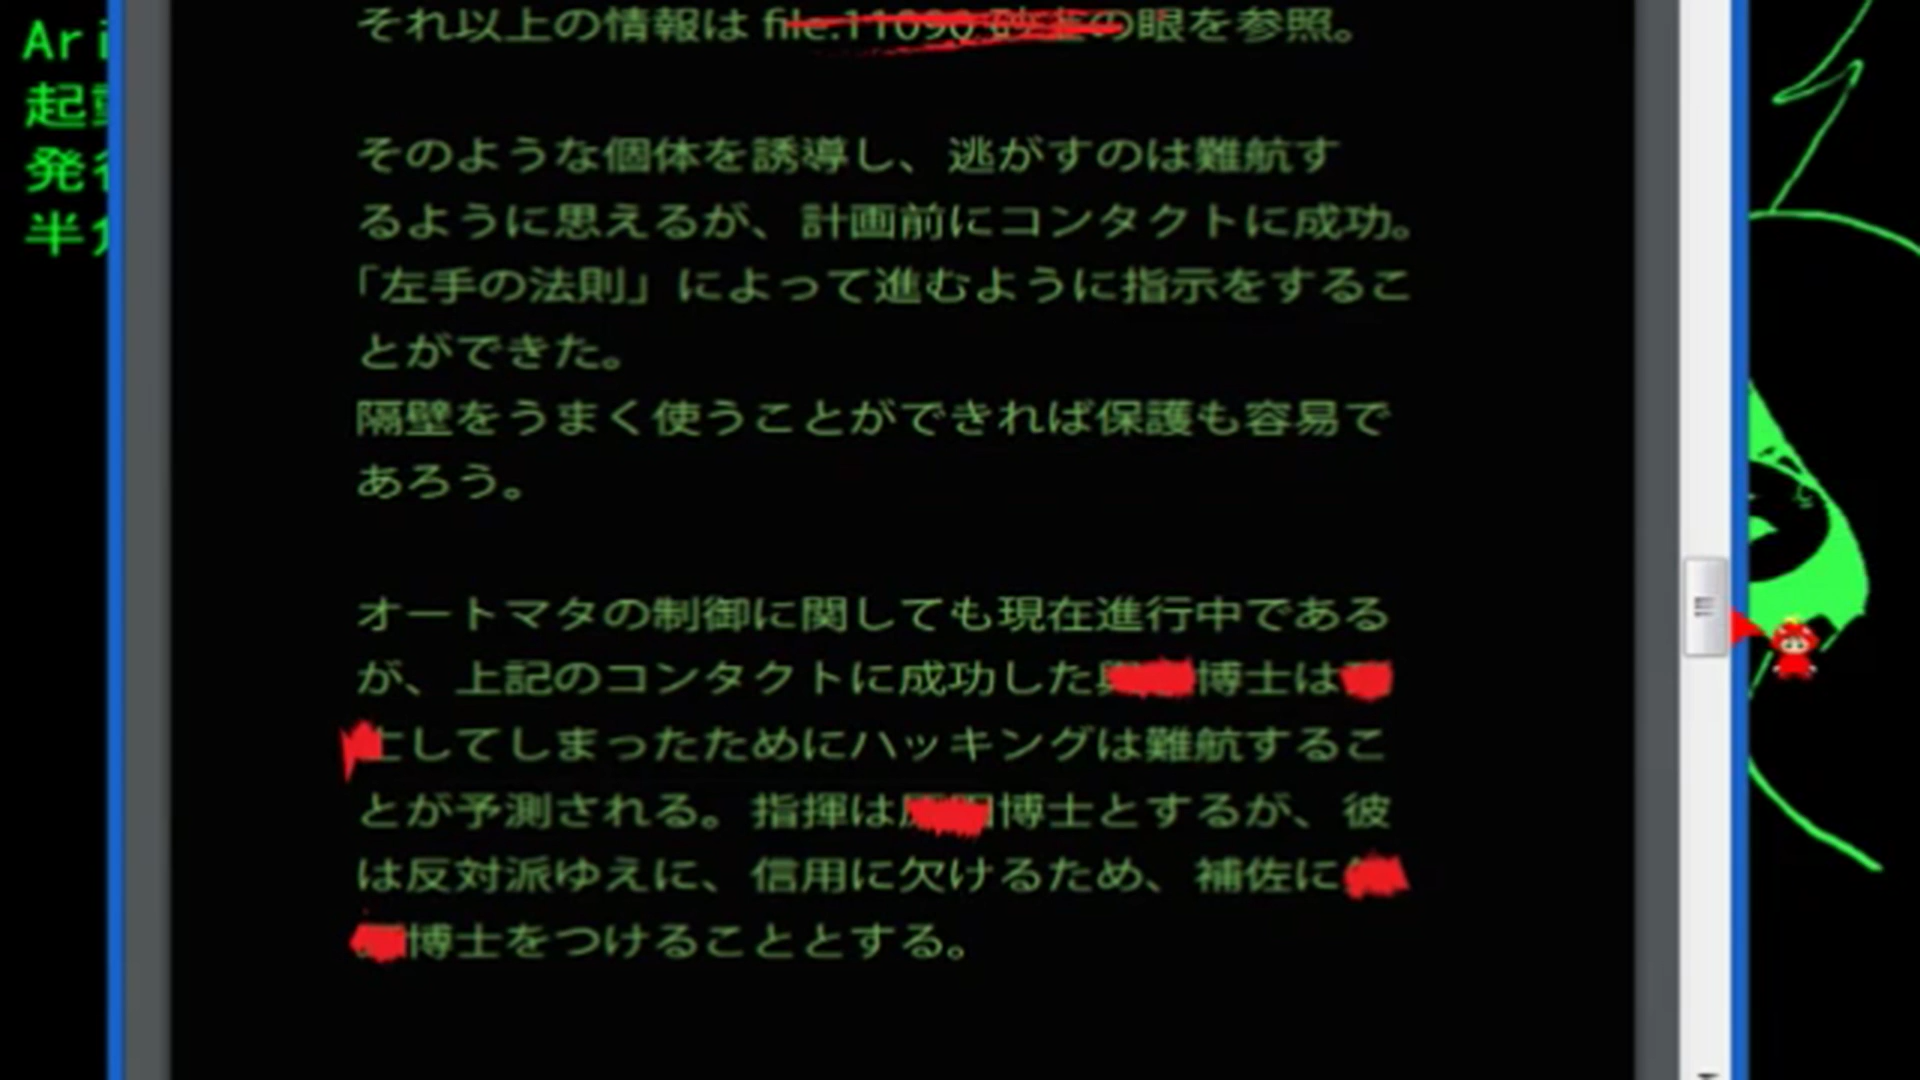 Ari
起動
発行
半角
それ以上の情報は file.11090 の眼を参照。
そのような個体を誘導し、逃がすのは難航す
るように思えるが、計画前にコンタクトに成功。
「左手の法則」によって進むように指示をするこ
とができた。
隔壁をうまく使うことができれば保護も容易で
あろう。
オートマタの制御に関しても現在進行中である
が、上記のコンタクトに成功した 博士は
してしまったためにハッキングは難航するこ
とが予測される。指揮は 博士とするが、彼
は反対派ゆえに、信用に欠けるため、補佐に
博士をつけることとする。